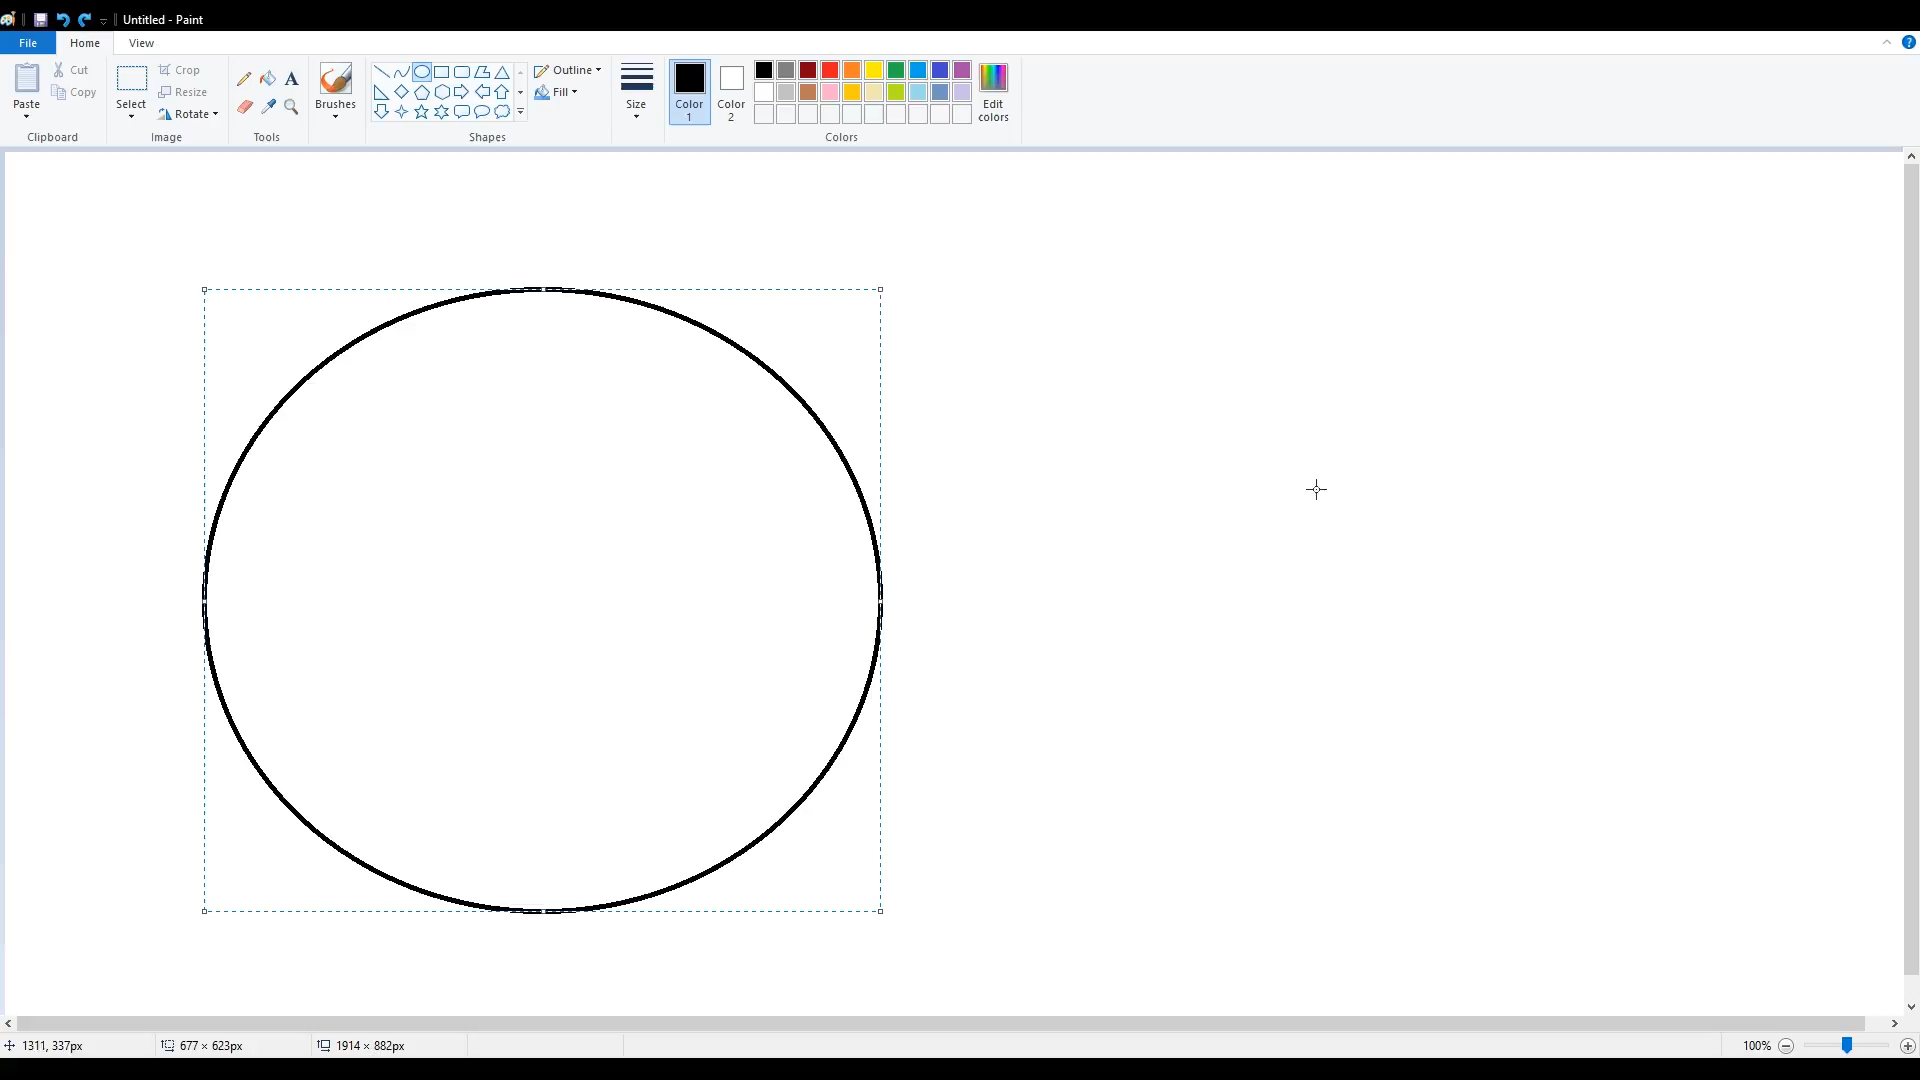 Untitled - Paint
File Home View
Paste
Cut
Copy
Clipboard
Select
Crop
Resize
Rotate
Image
A
Tools
Brushes
Shapes
Outline
Fill
Size
Color 1
Color 2
Edit colors
Colors
1311, 337px
677 × 623px
1914 × 882px
100%